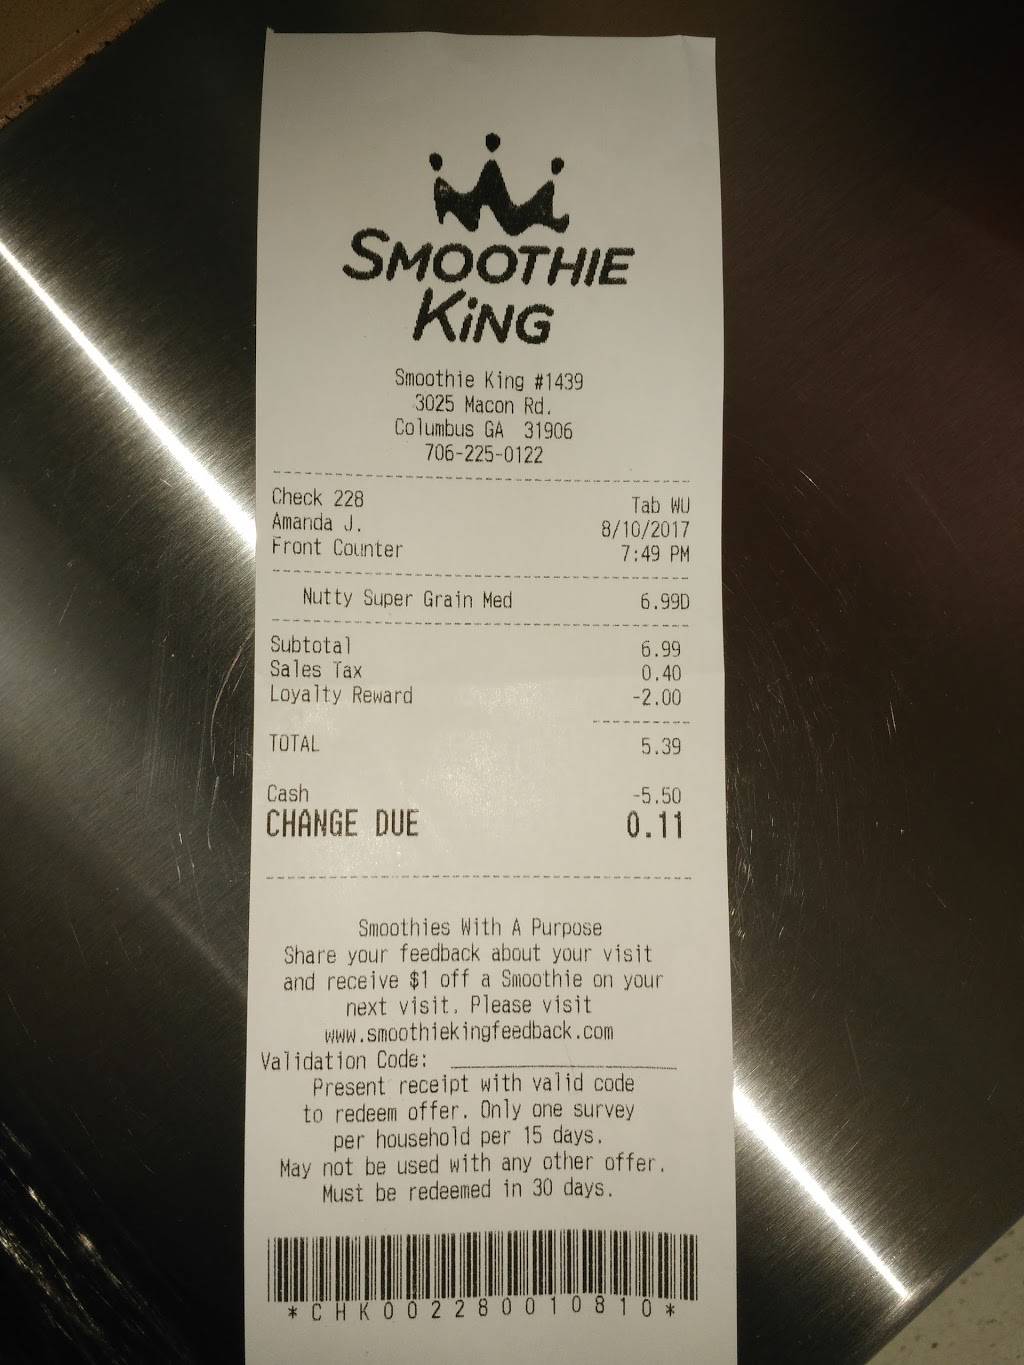 SMOOTHIE
KiNG
Smoothie King #1439
3025 Macon Rd.
Columbus GA 31906
706-225-0122
Check 228 Tab WU
Amanda J. 8/10/2017
Front Counter 7:49 PM
Nutty Super Grain Med 6.99D
Subtotal 6.99
Sales Tax 0.40
Loyalty Reward -2.00
TOTAL 5.39
Cash -5.50
CHANGE DUE 0.11
Smoothies With A Purpose
Share your feedback about your visit
and receive $1 off a Smoothie on your
next visit. Please visit
www.smoothiekingfeedback.com
Validation Code:
Present receipt with valid code
to redeem offer. Only one survey
per household per 15 days.
May not be used with any other offer.
Must be redeemed in 30 days.
*CHK002280010810*